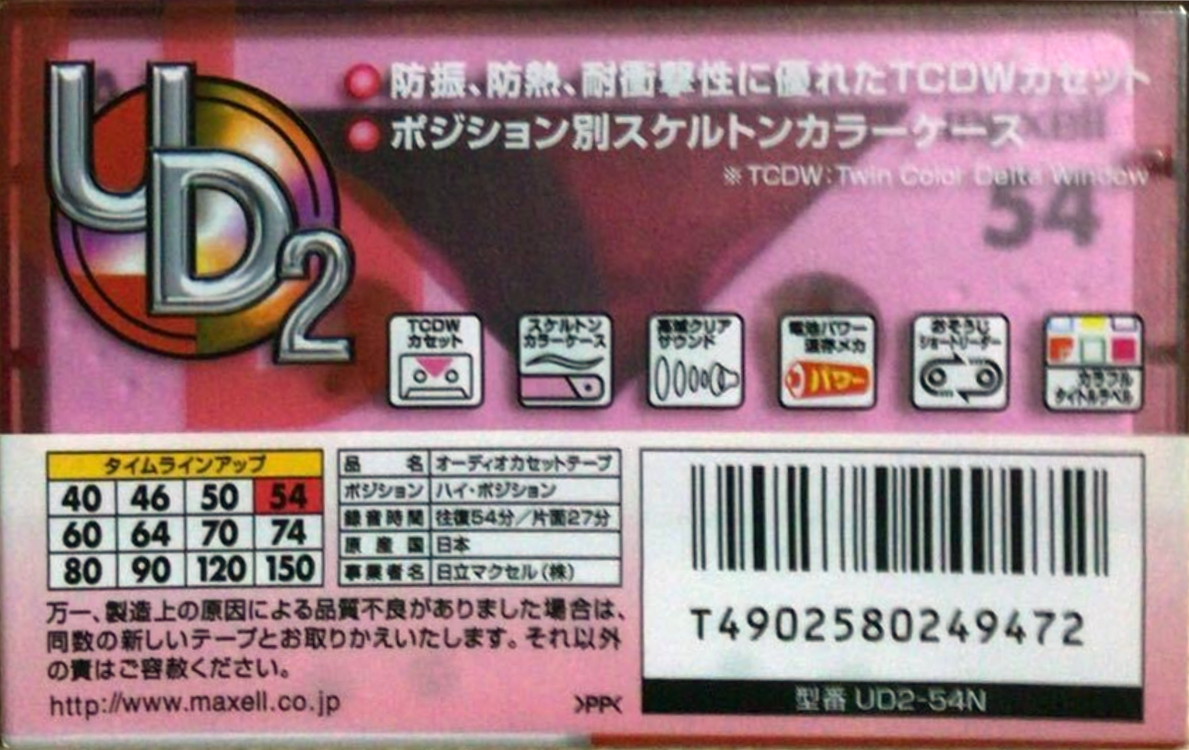 UD2
防振、防熱、耐衝撃性に優れたTCDWカセット
ポジション別スケルトンカラーケース
※TCDW:Twin Color Delta Window
maxell
54
TCDW
カセット
スケルトン
カラーケース
高域クリア
サウンド
電池パワー
温存メカ
パワー
おそうじ
ショートリーダー
カラフル
タイトルラベル
タイムラインアップ
40 46 50 54
60 64 70 74
80 90 120 150
品名 オーディオカセットテープ
ポジション ハイ・ポジション
録音時間 往復54分/片面27分
原産国 日本
事業者名 日立マクセル(株)
万一、製造上の原因による品質不良がありました場合は、
同数の新しいテープとお取りかえいたします。それ以外
の責はご容赦ください。
http://www.maxell.co.jp
>PP<
T4902580249472
型番 UD2-54N